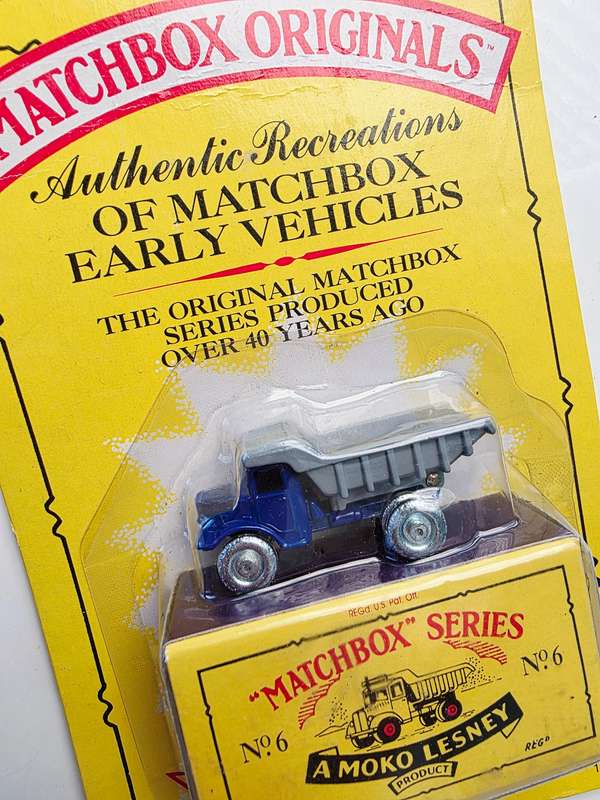 MATCHBOX ORIGINALS™
Authentic Recreations
OF MATCHBOX
EARLY VEHICLES
THE ORIGINAL MATCHBOX
SERIES PRODUCED
OVER 40 YEARS AGO
REGd U.S. Pat. Off.
"MATCHBOX" SERIES
Nº 6
Nº 6
A MOKO LESNEY
PRODUCT
REGD